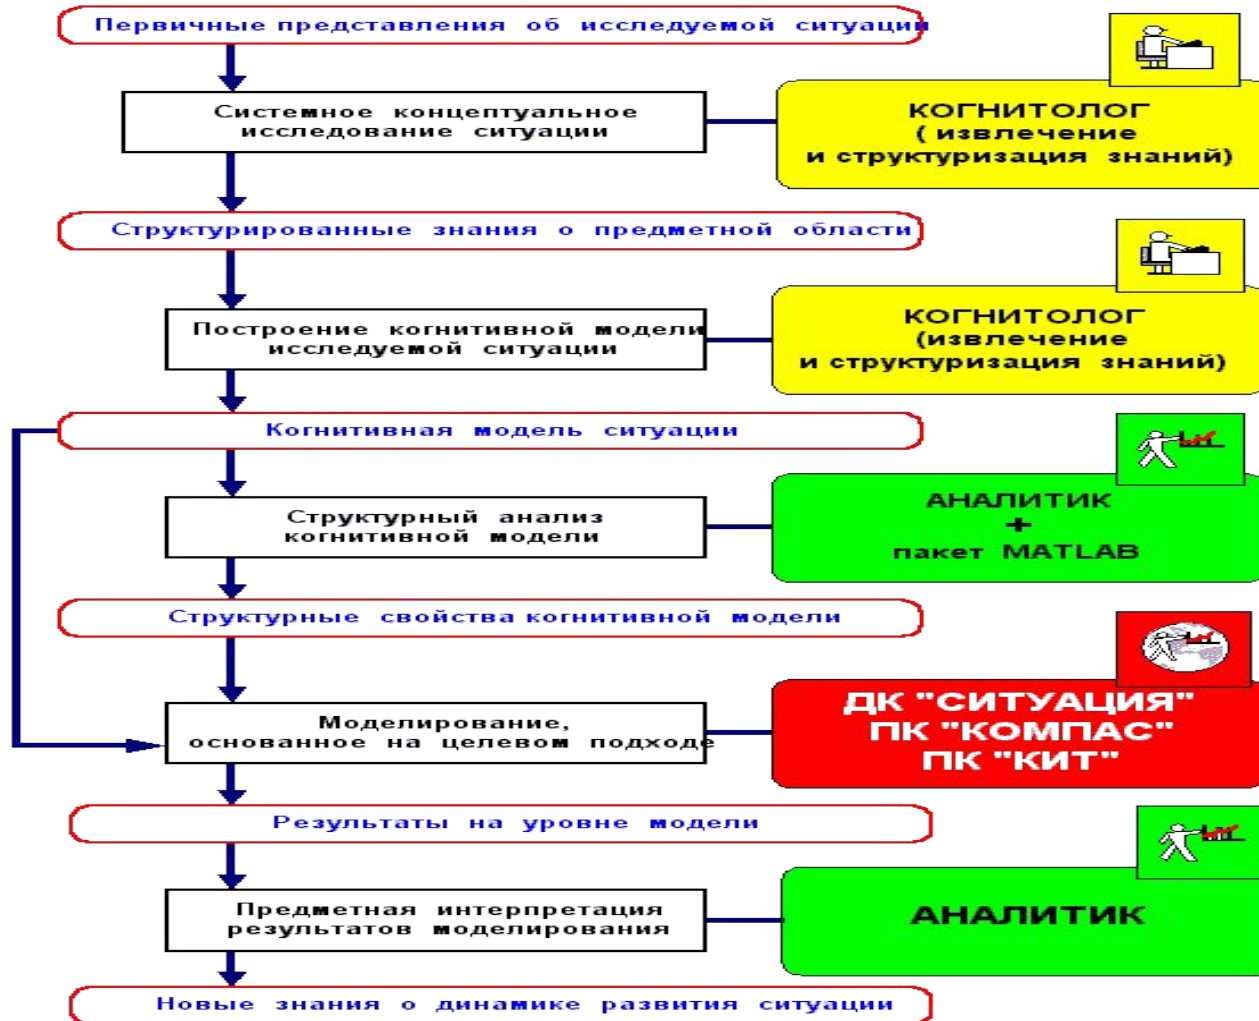 Первичные представления об исследуемой ситуации
Системное концептуальное
исследование ситуации
КОГНИТОЛОГ
( извлечение
и структуризация знаний)
Структурированные знания о предметной области
Построение когнитивной модели
исследуемой ситуации
КОГНИТОЛОГ
(извлечение
и структуризация знаний)
Когнитивная модель ситуации
Структурный анализ
когнитивной модели
АНАЛИТИК
+
пакет MATLAB
Структурные свойства когнитивной модели
Моделирование,
основанное на целевом подходе
ДК "СИТУАЦИЯ"
ПК "КОМПАС"
ПК "КИТ"
Результаты на уровне модели
Предметная интерпретация
результатов моделирования
АНАЛИТИК
Новые знания о динамике развития ситуации